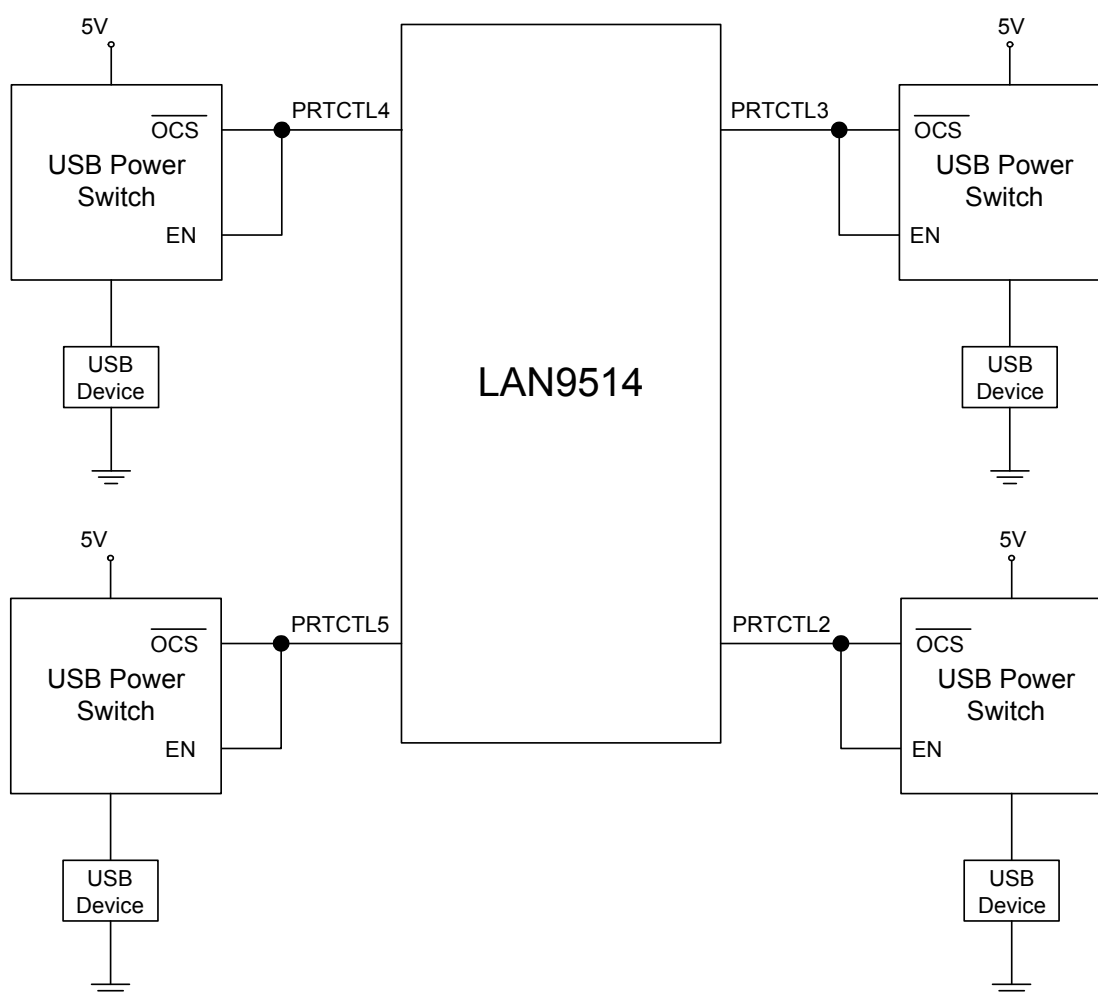 5V
OCS
USB Power
Switch
EN
PRTCTL4
USB
Device
LAN9514
5V
PRTCTL3
OCS
USB Power
Switch
EN
USB
Device
5V
OCS
USB Power
Switch
EN
PRTCTL5
USB
Device
5V
PRTCTL2
OCS
USB Power
Switch
EN
USB
Device